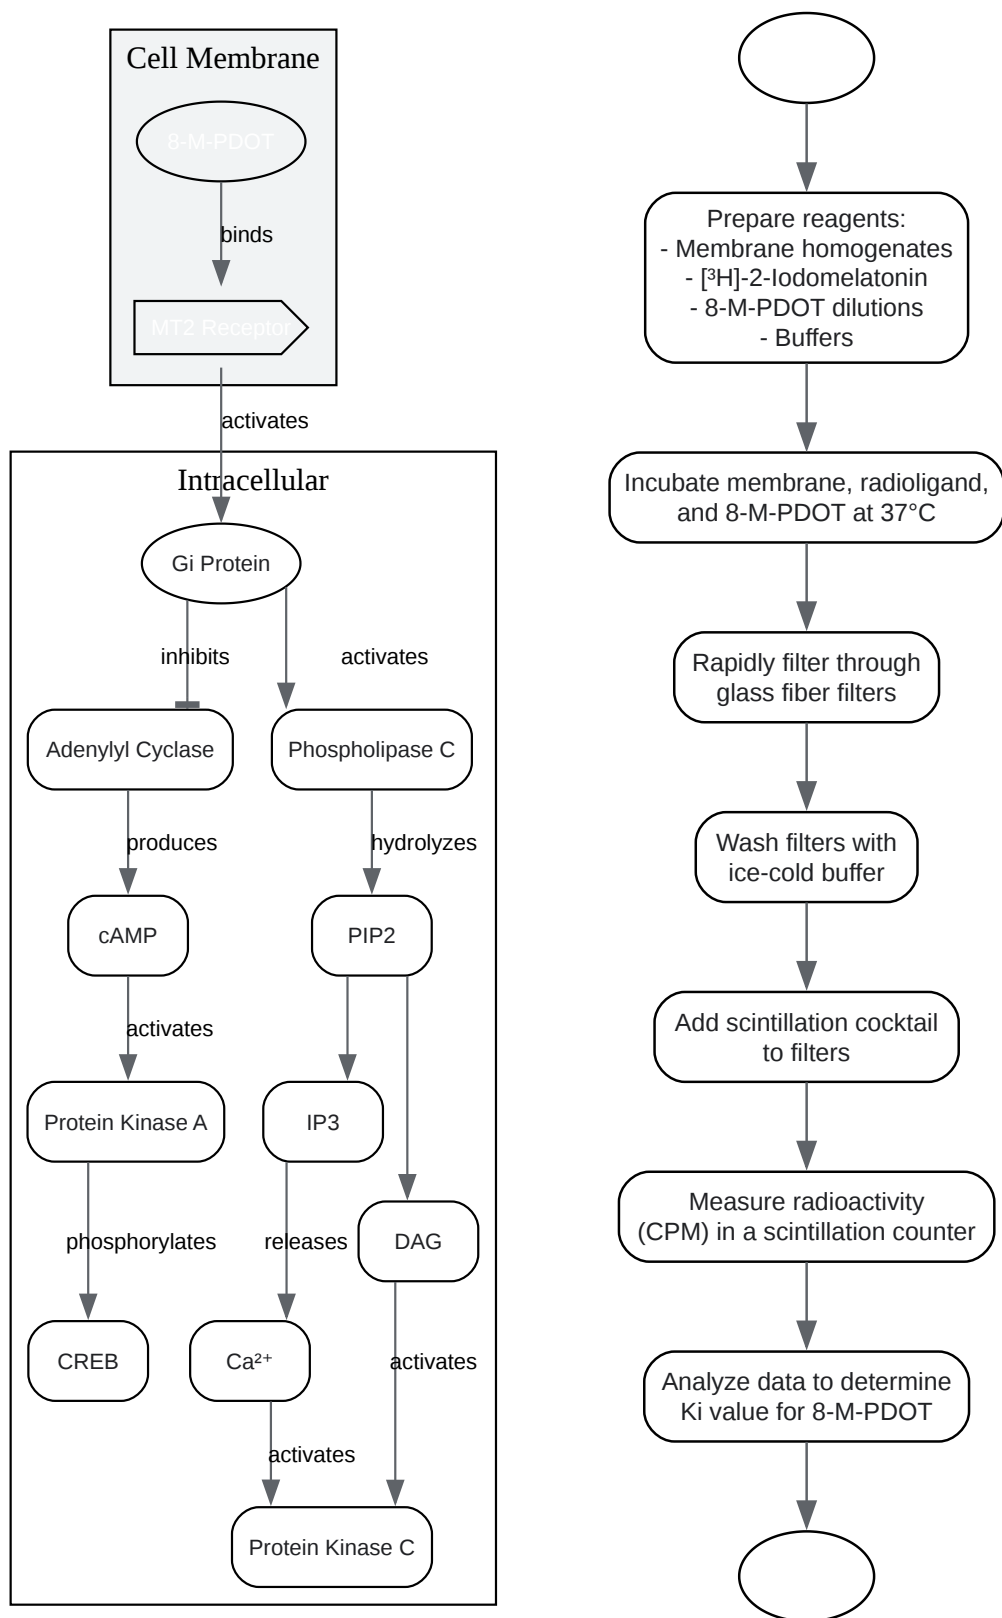 Cell Membrane
8-M-PDOT
binds
MT2 Receptor
activates
Intracellular
Gi Protein
inhibits
activates
Adenylyl Cyclase
Phospholipase C
produces
hydrolyzes
cAMP
PIP2
activates
Protein Kinase A
IP3
phosphorylates
releases
DAG
CREB
Ca²⁺
activates
activates
Protein Kinase C
Prepare reagents:
- Membrane homogenates
- [³H]-2-Iodomelatonin
- 8-M-PDOT dilutions
- Buffers
Incubate membrane, radioligand,
and 8-M-PDOT at 37°C
Rapidly filter through
glass fiber filters
Wash filters with
ice-cold buffer
Add scintillation cocktail
to filters
Measure radioactivity
(CPM) in a scintillation counter
Analyze data to determine
Ki value for 8-M-PDOT